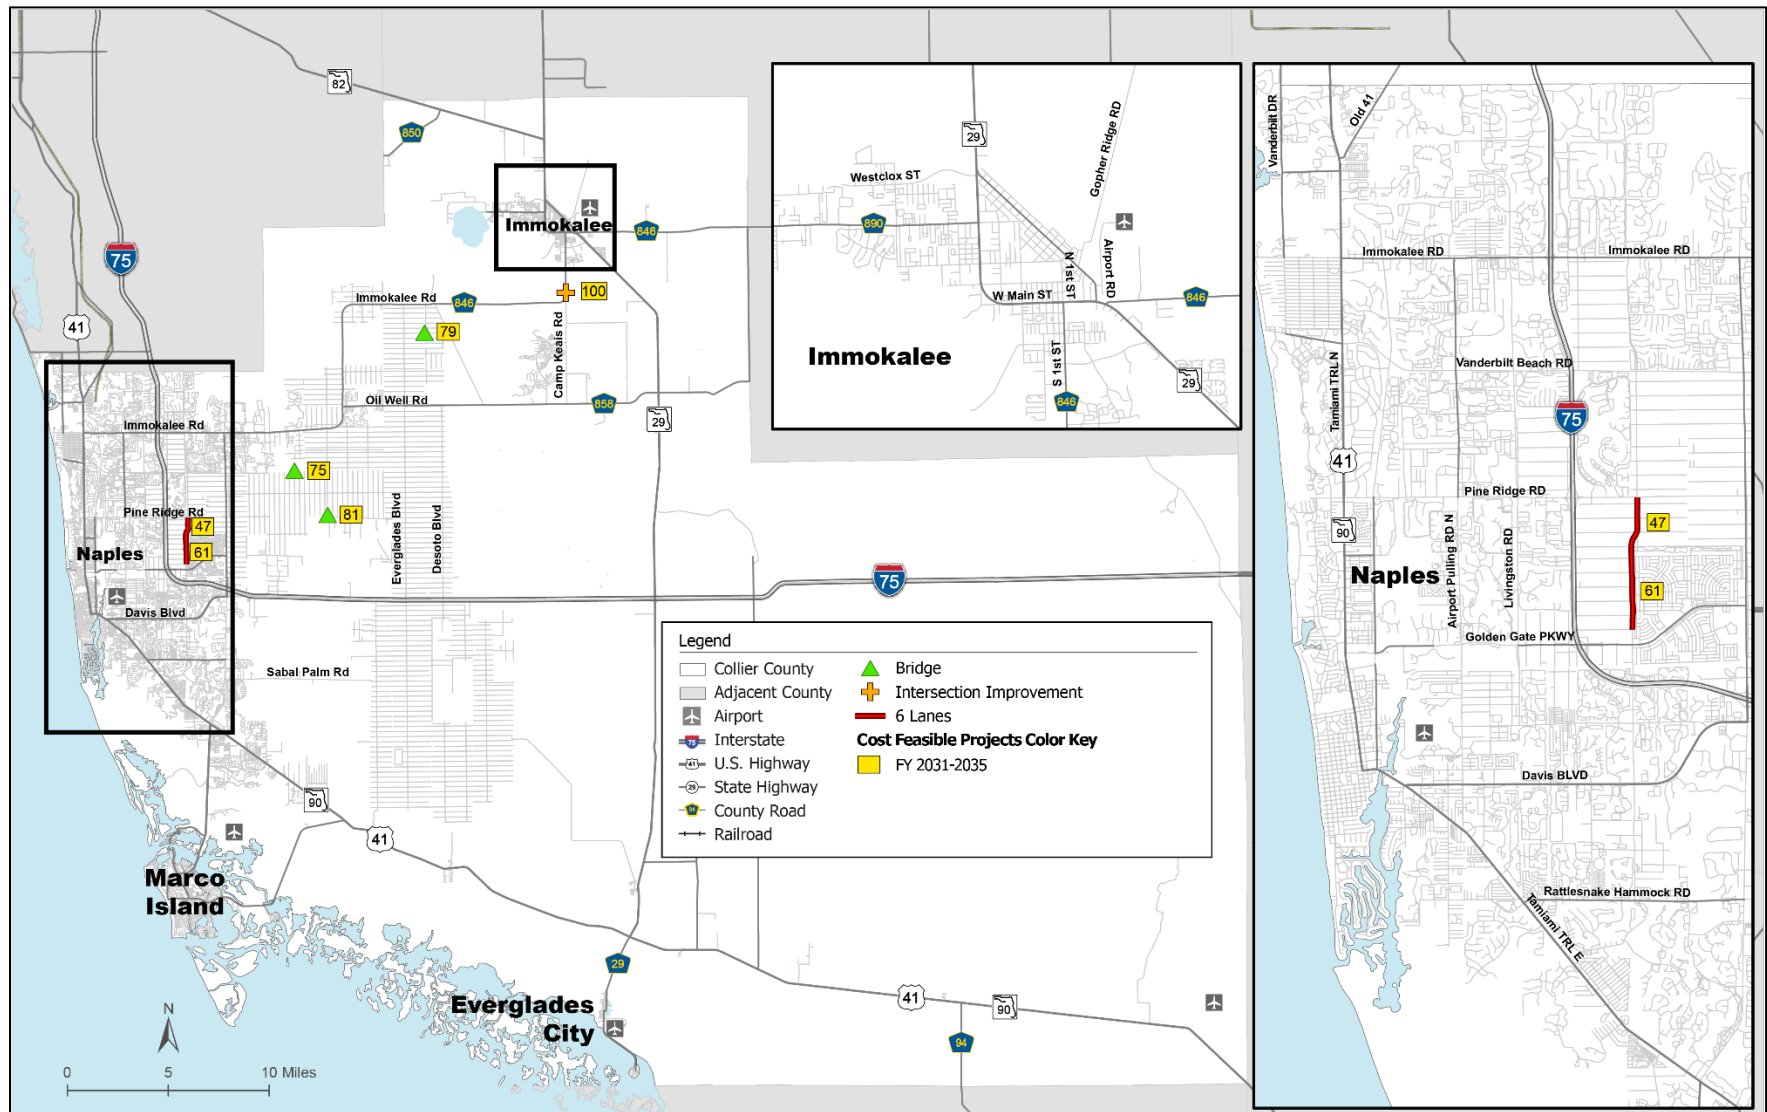 82
850
29
Gopher Ridge RD
Westclox ST
890
Immokalee
846
N 1st ST
Airport RD
W Main ST
846
S 1st ST
Immokalee
29
846
Vanderbilt DR
Old 41
Immokalee RD
Immokalee RD
Vanderbilt Beach RD
Tamiami TRL N
75
41
Pine Ridge RD
47
90
Airport Pulling RD N
Livingston RD
Naples
61
Golden Gate PKWY
Davis BLVD
Rattlesnake Hammock RD
Tamiami TRL E
75
41
Immokalee Rd
846
100
79
Camp Keais Rd
Oil Well Rd
858
29
Immokalee Rd
75
81
Pine Ridge Rd
47
61
Naples
Everglades Blvd
Desoto Blvd
75
Davis Blvd
Sabal Palm Rd
Legend
Collier County
Adjacent County
Airport
75 Interstate
41 U.S. Highway
29 State Highway
94 County Road
Railroad
Bridge
Intersection Improvement
6 Lanes
Cost Feasible Projects Color Key
FY 2031-2035
90
41
Marco
Island
29
Everglades
City
41
90
94
N
0 5 10 Miles